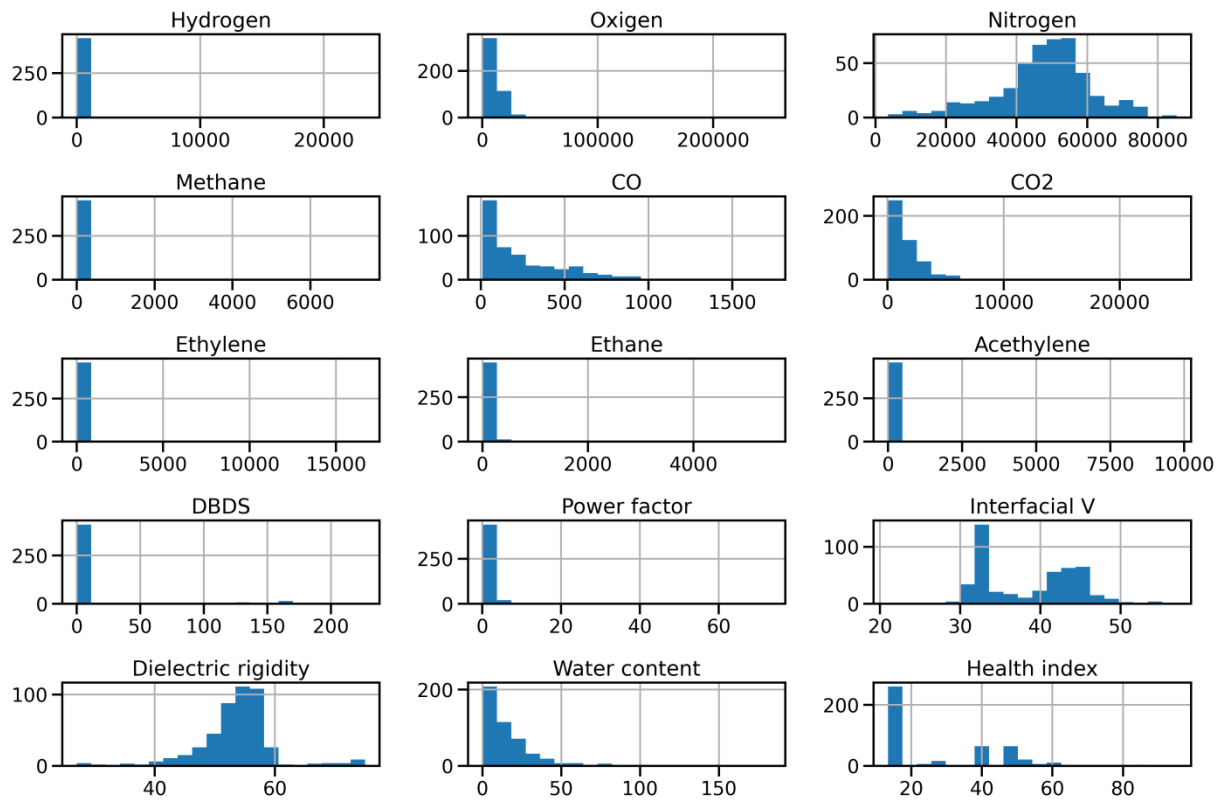 Hydrogen Oxigen Nitrogen
250 200 50
0 0 0
0 10000 20000 0 100000 200000 0 20000 40000 60000 80000
Methane CO CO2
250 100 200
0 0 0
0 2000 4000 6000 0 500 1000 1500 0 10000 20000
Ethylene Ethane Acethylene
250 250 250
0 0 0
0 5000 10000 15000 0 2000 4000 0 2500 5000 7500 10000
DBDS Power factor Interfacial V
250 250 100
0 0 0
0 50 100 150 200 0 20 40 60 20 30 40 50
Dielectric rigidity Water content Health index
100 200 200
0 0 0
40 60 0 50 100 150 20 40 60 80